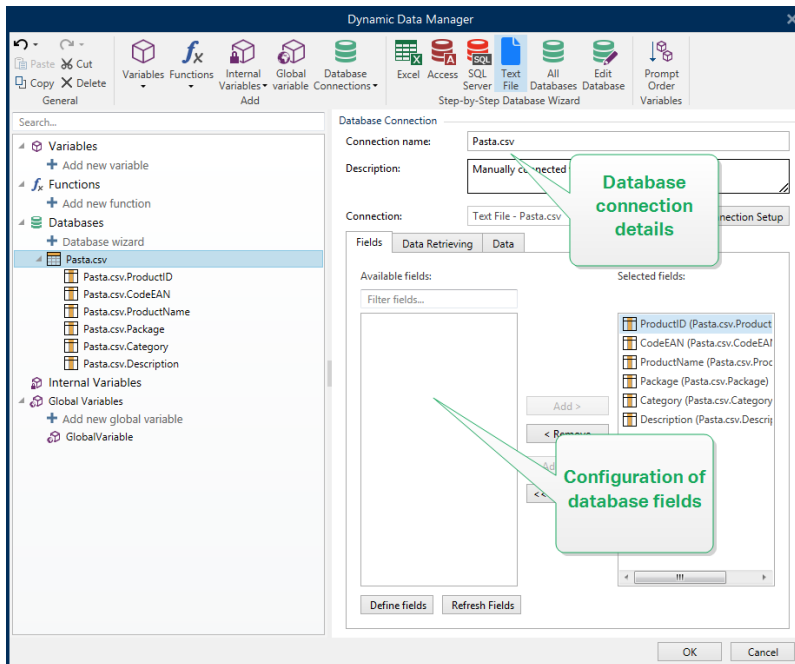 Dynamic Data Manager
Paste
Cut
Copy
Delete
General
Variables
Functions
Internal
Variables
Global
variable
Database
Connections
Add
Excel
Access
SQL
SQL
Server
Text
File
All
Databases
Edit
Database
Step-by-Step Database Wizard
Prompt
Order
Variables
Search...
Variables
Add new variable
Functions
Add new function
Databases
Database wizard
Pasta.csv
Pasta.csv.ProductID
Pasta.csv.CodeEAN
Pasta.csv.ProductName
Pasta.csv.Package
Pasta.csv.Category
Pasta.csv.Description
Internal Variables
Global Variables
Add new global variable
GlobalVariable
Database Connection
Connection name:
Pasta.csv
Description:
Manually connected
Connection:
Text File - Pasta.csv
nection Setup
Database
connection
details
Fields
Data Retrieving
Data
Available fields:
Filter fields...
Selected fields:
ProductID (Pasta.csv.Product
CodeEAN (Pasta.csv.CodeEAN
ProductName (Pasta.csv.Proc
Package (Pasta.csv.Package)
Category (Pasta.csv.Category
Description (Pasta.csv.Descrip
Add >
< Remove
Ad
<<
Configuration of
database fields
Define fields
Refresh Fields
OK
Cancel